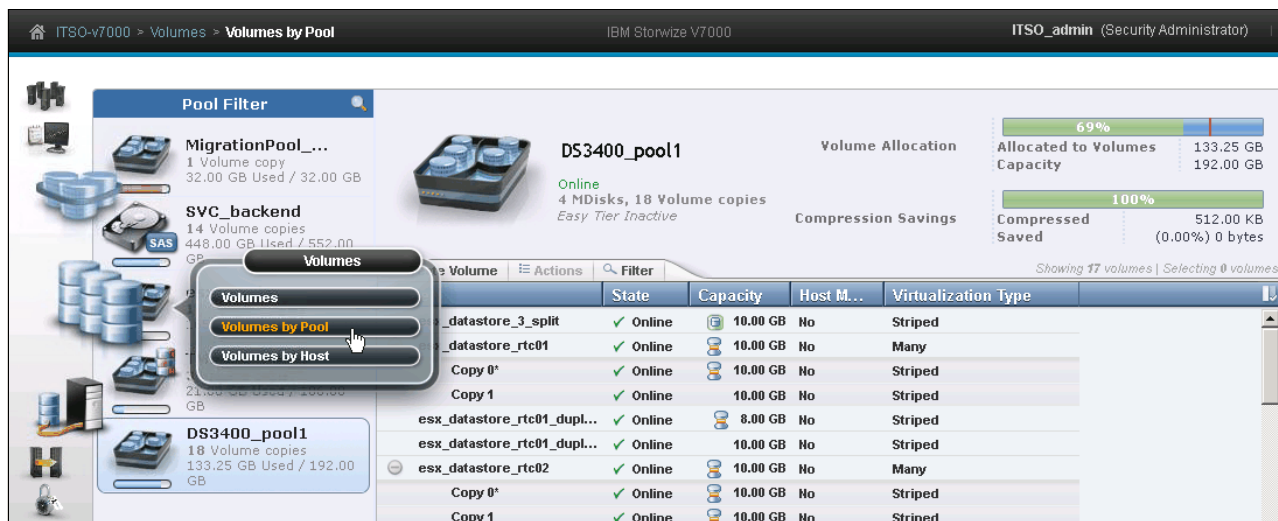 ITSO-v7000 > Volumes > Volumes by Pool
IBM Storwize V7000
ITSO_admin (Security Administrator)
Pool Filter
MigrationPool_...
1 Volume copy
32.00 GB Used / 32.00 GB
SVC_backend
14 Volume copies
448.00 GB Used / 552.00
GB
SAS
GB
DS3400_pool1
18 Volume copies
133.25 GB Used / 192.00
GB
Volumes
Volumes
Volumes by Pool
Volumes by Host
DS3400_pool1
Online
4 MDisks, 18 Volume copies
Easy Tier Inactive
Volume Allocation
69%
Allocated to Volumes 133.25 GB
Capacity 192.00 GB
Compression Savings
100%
Compressed 512.00 KB
Saved (0.00%) 0 bytes
Volume Actions Filter
Showing 17 volumes | Selecting 0 volumes
State Capacity Host M... Virtualization Type
_datastore_3_split Online 10.00 GB No Striped
_datastore_rtc01 Online 10.00 GB No Many
Copy 0* Online 10.00 GB No Striped
Copy 1 Online 10.00 GB No Striped
esx_datastore_rtc01_dupl... Online 8.00 GB No Striped
esx_datastore_rtc01_dupl... Online 10.00 GB No Striped
esx_datastore_rtc02 Online 10.00 GB No Many
Copy 0* Online 10.00 GB No Striped
Copy 1 Online 10.00 GB No Striped